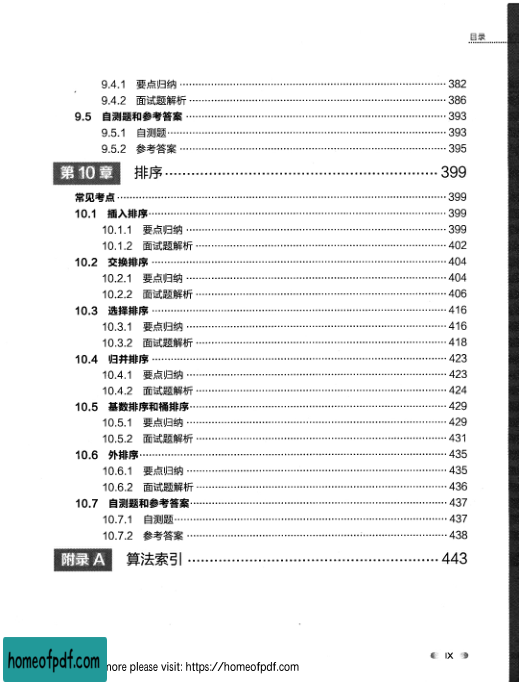 目录
9.4.1 要点归纳 382
9.4.2 面试题解析 386
9.5 自测题和参考答案 393
9.5.1 自测题 393
9.5.2 参考答案 395
第 10 章 排序 399
常见考点 399
10.1 插入排序 399
10.1.1 要点归纳 399
10.1.2 面试题解析 402
10.2 交换排序 404
10.2.1 要点归纳 404
10.2.2 面试题解析 406
10.3 选择排序 416
10.3.1 要点归纳 416
10.3.2 面试题解析 418
10.4 归并排序 423
10.4.1 要点归纳 423
10.4.2 面试题解析 424
10.5 基数排序和桶排序 429
10.5.1 要点归纳 429
10.5.2 面试题解析 431
10.6 外排序 435
10.6.1 要点归纳 435
10.6.2 面试题解析 436
10.7 自测题和参考答案 437
10.7.1 自测题 437
10.7.2 参考答案 438
附录 A 算法索引 443
IX
homeofpdf.com
more please visit: https://homeofpdf.com